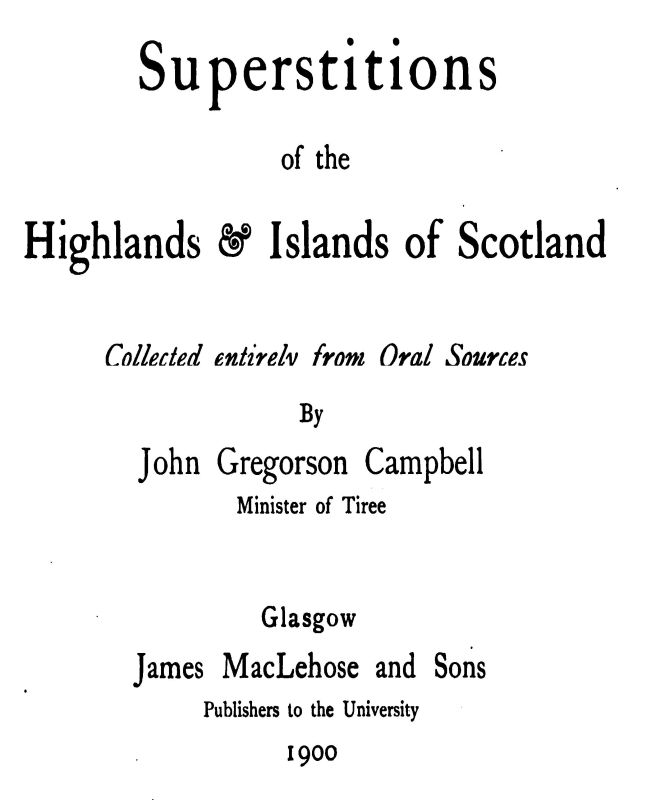 Superstitions
of the
Highlands & Islands of Scotland
Collected entirely from Oral Sources
By
John Gregorson Campbell
Minister of Tiree
Glasgow
James MacLehose and Sons
Publishers to the University
1900